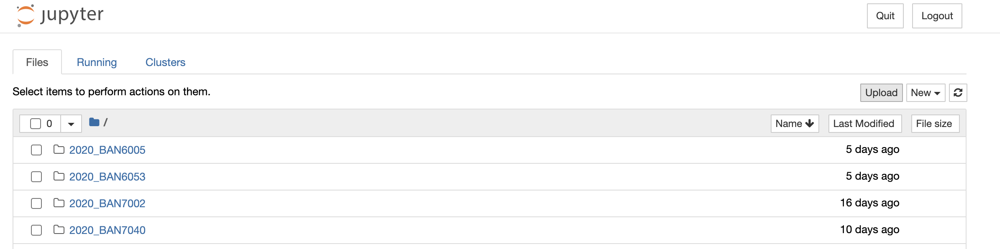 jupyter
Quit Logout
Files Running Clusters
Select items to perform actions on them.
Upload New
0 / Name Last Modified File size
2020_BAN6005 5 days ago
2020_BAN6053 5 days ago
2020_BAN7002 16 days ago
2020_BAN7040 10 days ago